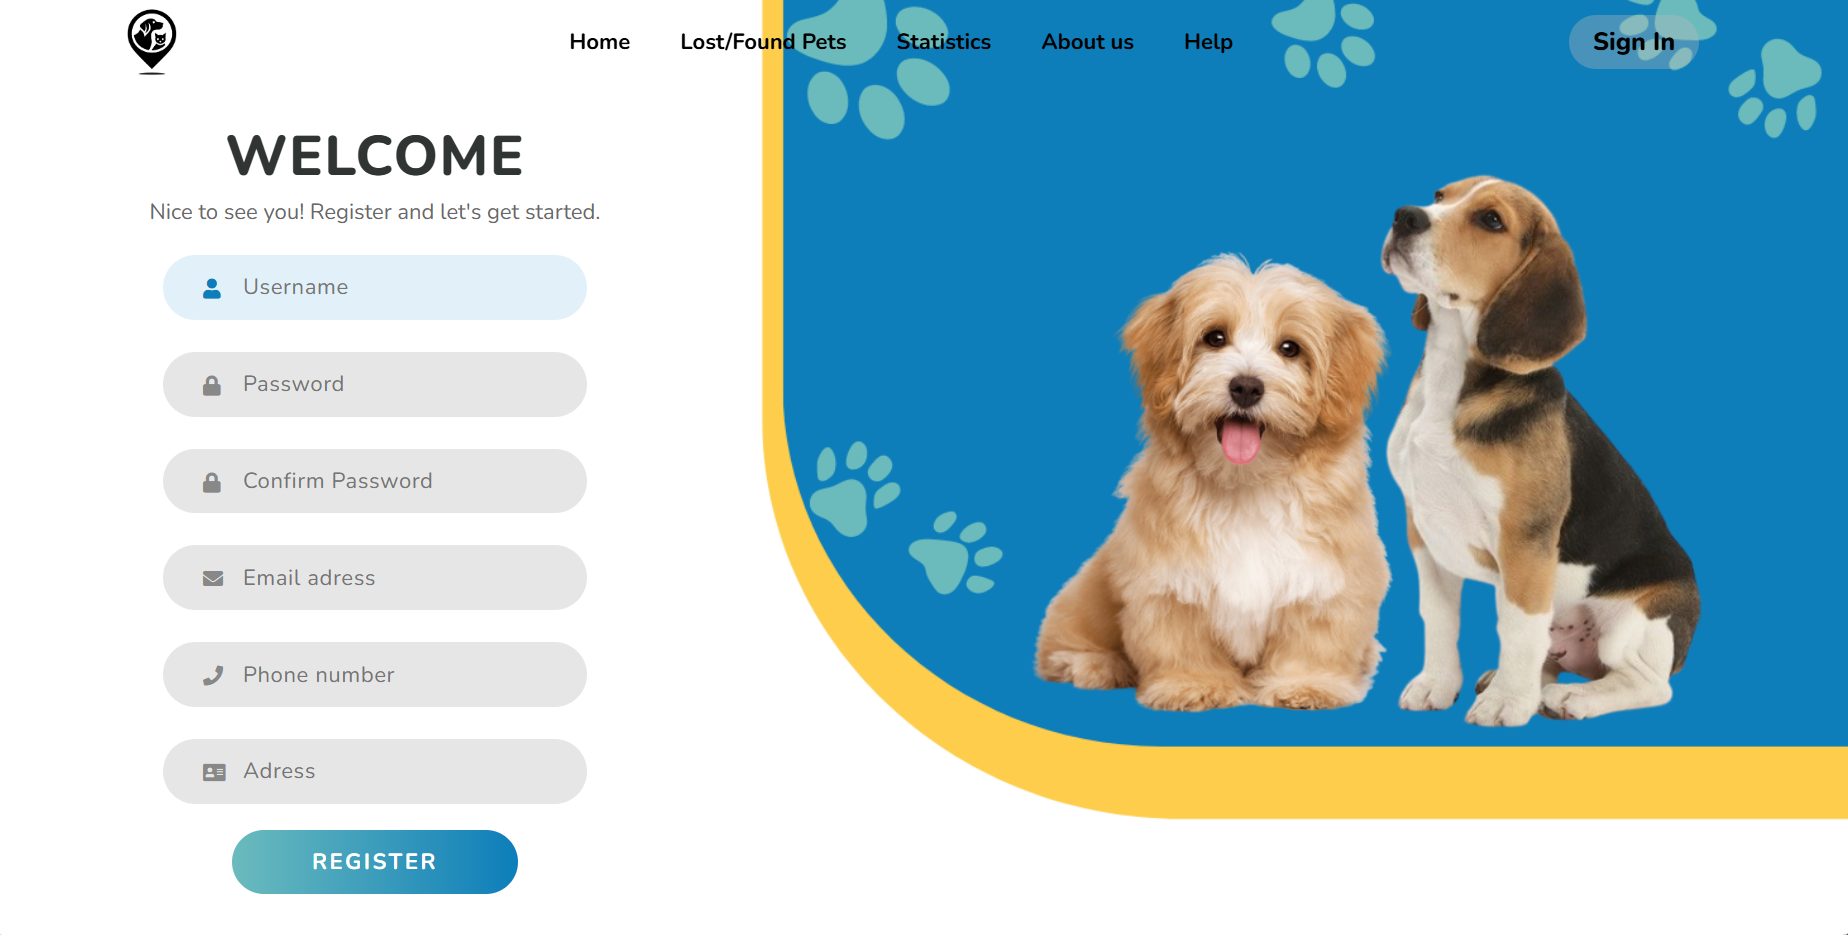 Home Lost/Found Pets Statistics About us Help Sign In
WELCOME
Nice to see you! Register and let's get started.
Username
Password
Confirm Password
Email adress
Phone number
Adress
REGISTER